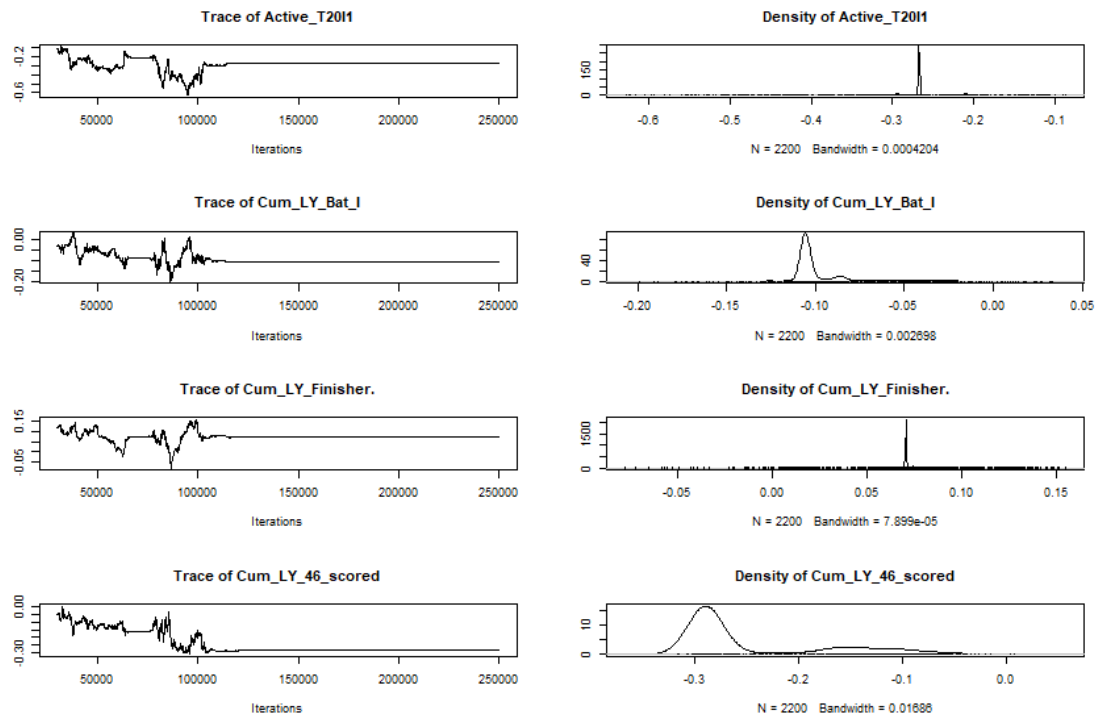 Trace of Active_T20I1
Density of Active_T20I1
-0.6 -0.2
50000 100000 150000 200000 250000
Iterations
0 150
-0.6 -0.5 -0.4 -0.3 -0.2 -0.1
N = 2200 Bandwidth = 0.0004204
Trace of Cum_LY_Bat_I
Density of Cum_LY_Bat_I
-0.20 0.00
50000 100000 150000 200000 250000
Iterations
0 40
-0.20 -0.15 -0.10 -0.05 0.00 0.05
N = 2200 Bandwidth = 0.002698
Trace of Cum_LY_Finisher.
Density of Cum_LY_Finisher.
-0.05 0.15
50000 100000 150000 200000 250000
Iterations
0 1500
-0.05 0.00 0.05 0.10 0.15
N = 2200 Bandwidth = 7.899e-05
Trace of Cum_LY_46_scored
Density of Cum_LY_46_scored
-0.30 0.00
50000 100000 150000 200000 250000
Iterations
0 10
-0.3 -0.2 -0.1 0.0
N = 2200 Bandwidth = 0.01686